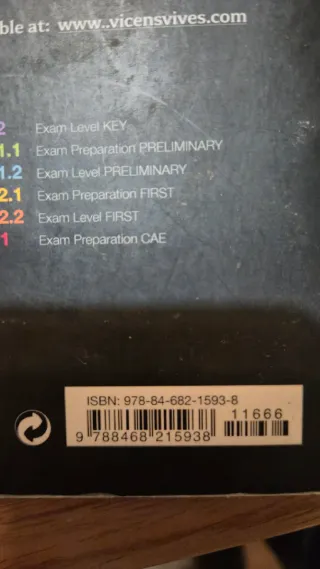 ble at: www..vicensvives.com
2 Exam Level KEY
1.1 Exam Preparation PRELIMINARY
1.2 Exam Level PRELIMINARY
2.1 Exam Preparation FIRST
2.2 Exam Level FIRST
1 Exam Preparation CAE
ISBN: 978-84-682-1593-8
11666
9 788468 215938